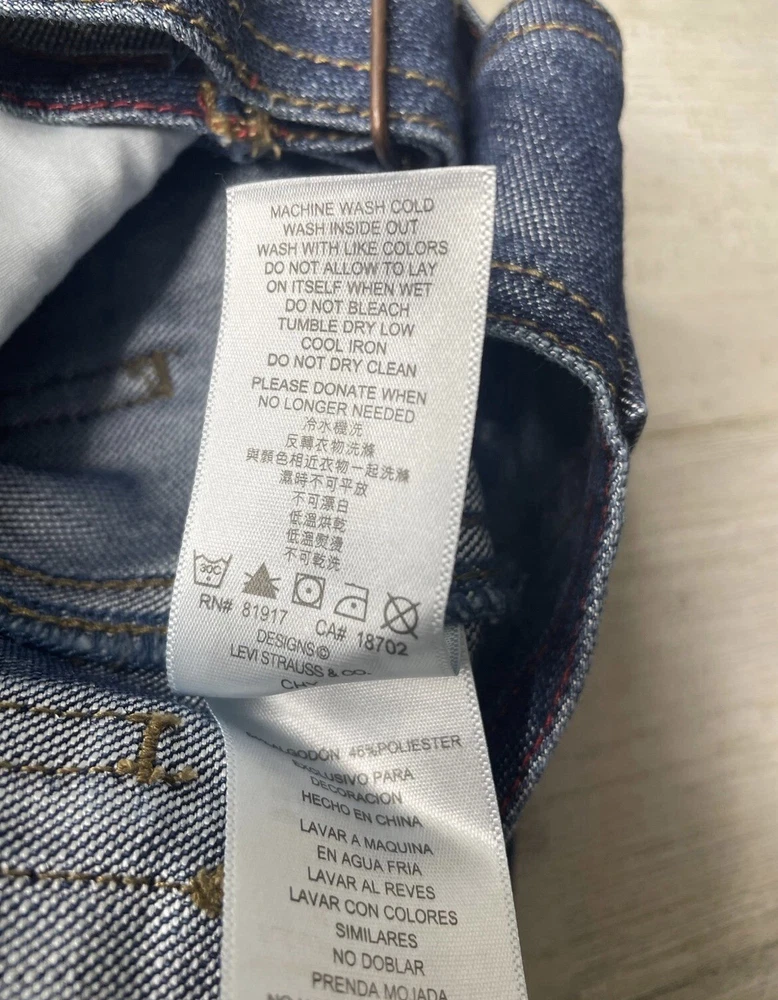 MACHINE WASH COLD
WASH INSIDE OUT
WASH WITH LIKE COLORS
DO NOT ALLOW TO LAY
ON ITSELF WHEN WET
DO NOT BLEACH
TUMBLE DRY LOW
COOL IRON
DO NOT DRY CLEAN
PLEASE DONATE WHEN
NO LONGER NEEDED
冷水機洗
反轉衣物洗滌
與顏色相近衣物一起洗滌
濕時不可平放
不可漂白
低溫烘乾
低溫熨燙
不可乾洗
30C
RN# 81917 CA# 18702
DESIGNS©
LEVI STRAUSS & CO.
46%POLIESTER
EXCLUSIVO PARA
DECORACION
HECHO EN CHINA
LAVAR A MAQUINA
EN AGUA FRIA
LAVAR AL REVES
LAVAR CON COLORES
SIMILARES
NO DOBLAR
PRENDA MOJADA